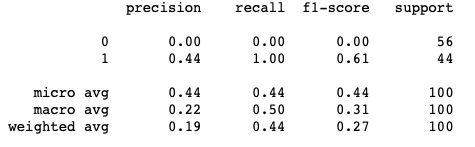 precision recall f1-score support
0 0.00 0.00 0.00 56
1 0.44 1.00 0.61 44
micro avg 0.44 0.44 0.44 100
macro avg 0.22 0.50 0.31 100
weighted avg 0.19 0.44 0.27 100